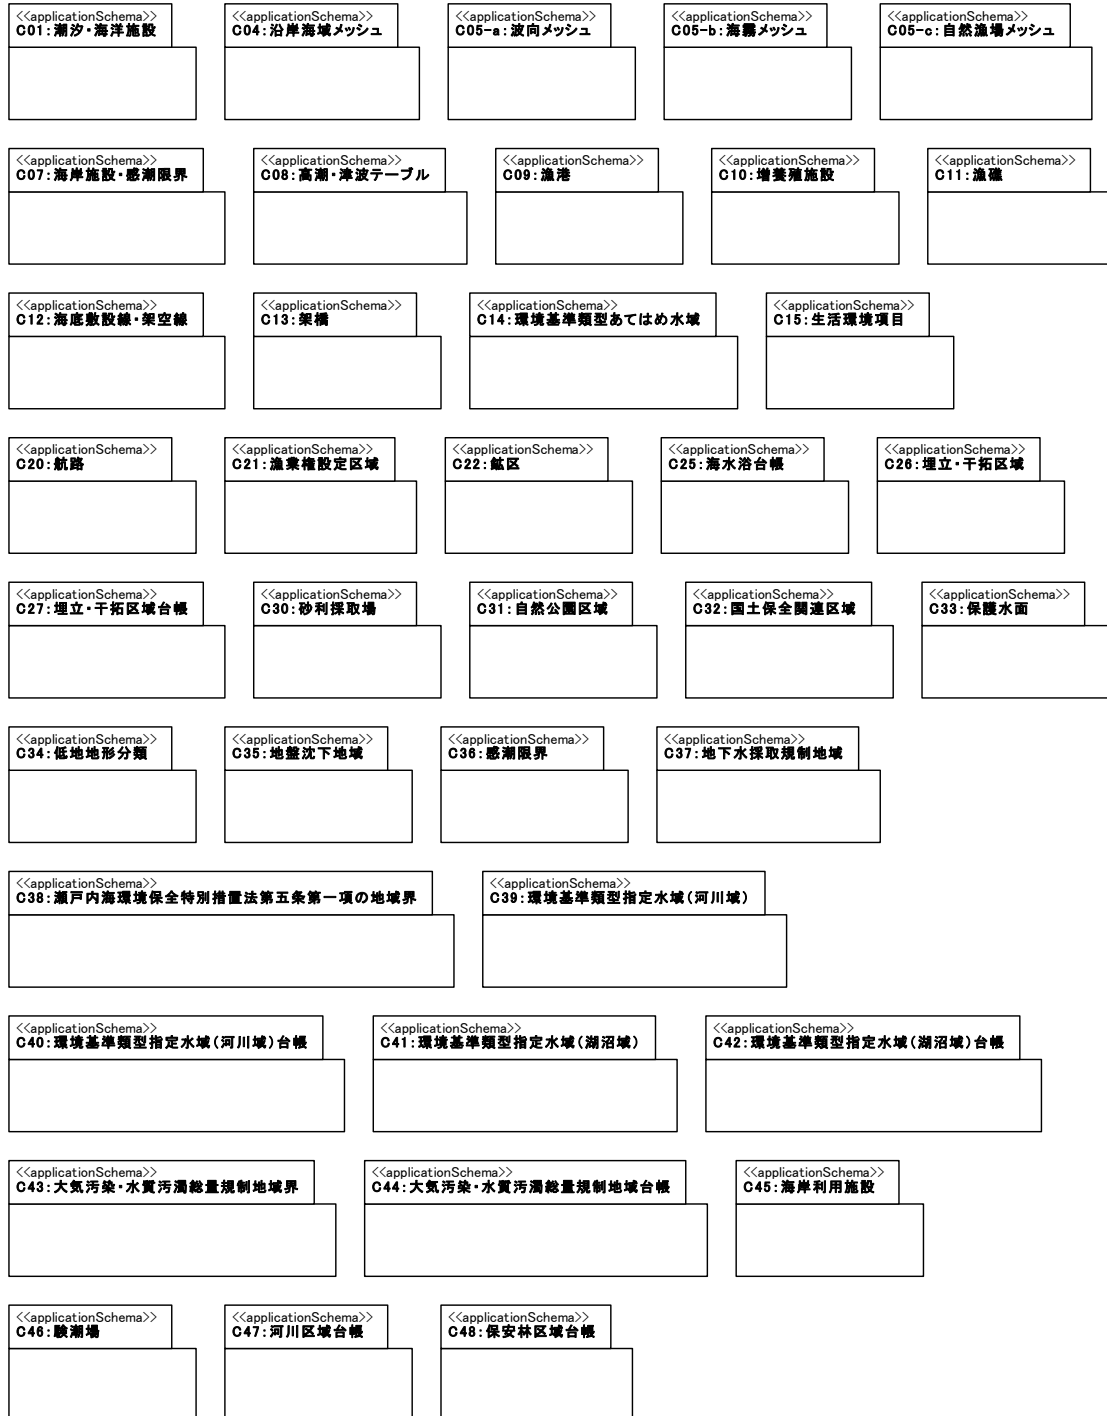 <<applicationSchema>>
C01:潮汐・海洋施設
<<applicationSchema>>
C04:沿岸海域メッシュ
<<applicationSchema>>
C05-a:波向メッシュ
<<applicationSchema>>
C05-b:海霧メッシュ
<<applicationSchema>>
C05-c:自然漁場メッシュ
<<applicationSchema>>
C07:海岸施設・感潮限界
<<applicationSchema>>
C08:高潮・津波テーブル
<<applicationSchema>>
C09:漁港
<<applicationSchema>>
C10:増養殖施設
<<applicationSchema>>
C11:漁礁
<<applicationSchema>>
C12:海底敷設線・架空線
<<applicationSchema>>
C13:架橋
<<applicationSchema>>
C14:環境基準類型あてはめ水域
<<applicationSchema>>
C15:生活環境項目
<<applicationSchema>>
C20:航路
<<applicationSchema>>
C21:漁業権設定区域
<<applicationSchema>>
C22:鉱区
<<applicationSchema>>
C25:海水浴台帳
<<applicationSchema>>
C26:埋立・干拓区域
<<applicationSchema>>
C27:埋立・干拓区域台帳
<<applicationSchema>>
C30:砂利採取場
<<applicationSchema>>
C31:自然公園区域
<<applicationSchema>>
C32:国土保全関連区域
<<applicationSchema>>
C33:保護水面
<<applicationSchema>>
C34:低地地形分類
<<applicationSchema>>
C35:地盤沈下地域
<<applicationSchema>>
C36:感潮限界
<<applicationSchema>>
C37:地下水採取規制地域
<<applicationSchema>>
C38:瀬戸内海環境保全特別措置法第五条第一項の地域界
<<applicationSchema>>
C39:環境基準類型指定水域(河川域)
<<applicationSchema>>
C40:環境基準類型指定水域(河川域)台帳
<<applicationSchema>>
C41:環境基準類型指定水域(湖沼域)
<<applicationSchema>>
C42:環境基準類型指定水域(湖沼域)台帳
<<applicationSchema>>
C43:大気汚染・水質汚濁総量規制地域界
<<applicationSchema>>
C44:大気汚染・水質汚濁総量規制地域台帳
<<applicationSchema>>
C45:海岸利用施設
<<applicationSchema>>
C46:験潮場
<<applicationSchema>>
C47:河川区域台帳
<<applicationSchema>>
C48:保安林区域台帳